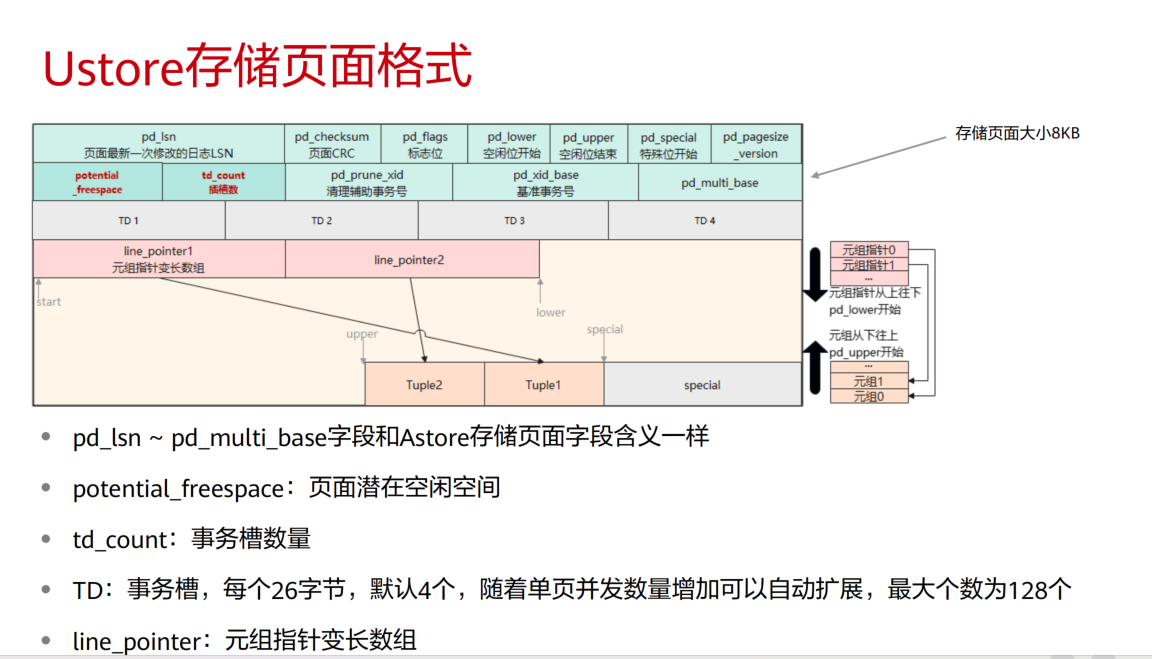 Ustore存储页面格式
pd_lsn
页面最新一次修改的日志LSN
pd_checksum
页面CRC
pd_flags
标志位
pd_lower
空闲位开始
pd_upper
空闲位结束
pd_special
特殊位开始
pd_pagesize
_version
存储页面大小8KB
potential
_freespace
td_count
插槽数
pd_prune_xid
清理辅助事务号
pd_xid_base
基准事务号
pd_multi_base
TD 1
TD 2
TD 3
TD 4
line_pointer1
元组指针变长数组
line_pointer2
start
lower
upper
special
Tuple2
Tuple1
special
元组指针0
元组指针1
...
元组指针从上往下
pd_lower开始
元组从下往上
pd_upper开始
...
元组1
元组0
• pd_lsn ~ pd_multi_base字段和Astore存储页面字段含义一样
• potential_freespace：页面潜在空闲空间
• td_count：事务槽数量
• TD：事务槽，每个26字节，默认4个，随着单页并发数量增加可以自动扩展，最大个数为128个
• line_pointer：元组指针变长数组